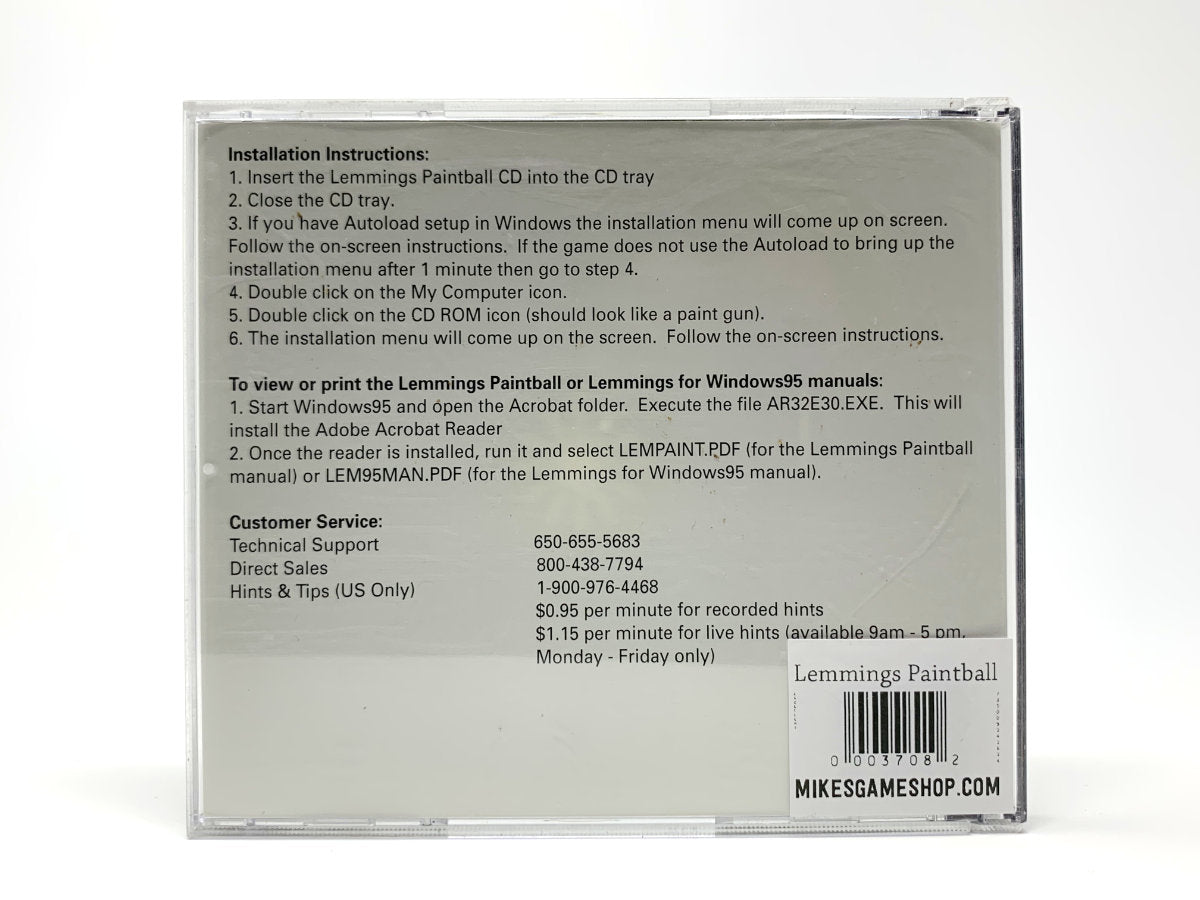 Installation Instructions:
1. Insert the Lemmings Paintball CD into the CD tray
2. Close the CD tray.
3. If you have Autoload setup in Windows the installation menu will come up on screen.
Follow the on-screen instructions.  If the game does not use the Autoload to bring up the
installation menu after 1 minute then go to step 4.
4. Double click on the My Computer icon.
5. Double click on the CD ROM icon (should look like a paint gun).
6. The installation menu will come up on the screen.  Follow the on-screen instructions.
To view or print the Lemmings Paintball or Lemmings for Windows95 manuals:
1. Start Windows95 and open the Acrobat folder.  Execute the file AR32E30.EXE.  This will
install the Adobe Acrobat Reader
2. Once the reader is installed, run it and select LEMPAINT.PDF (for the Lemmings Paintball
manual) or LEM95MAN.PDF (for the Lemmings for Windows95 manual).
Customer Service:
Technical Support 650-655-5683
Direct Sales 800-438-7794
Hints & Tips (US Only) 1-900-976-4468
$0.95 per minute for recorded hints
$1.15 per minute for live hints (available 9am - 5 pm,
Monday - Friday only)
Lemmings Paintball
0 003708 2
MIKESGAMESHOP.COM